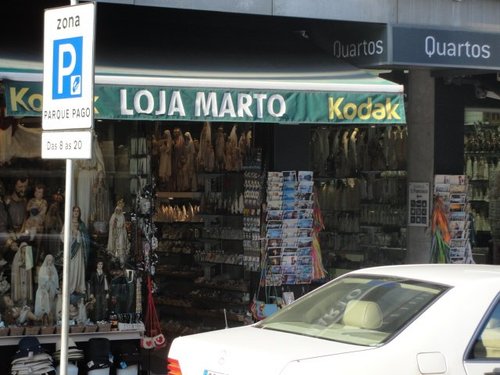 zona
P
PARQUE PAGO
Das 8 às 20
Kodak LOJA MARTO Kodak
Quartos Quartos